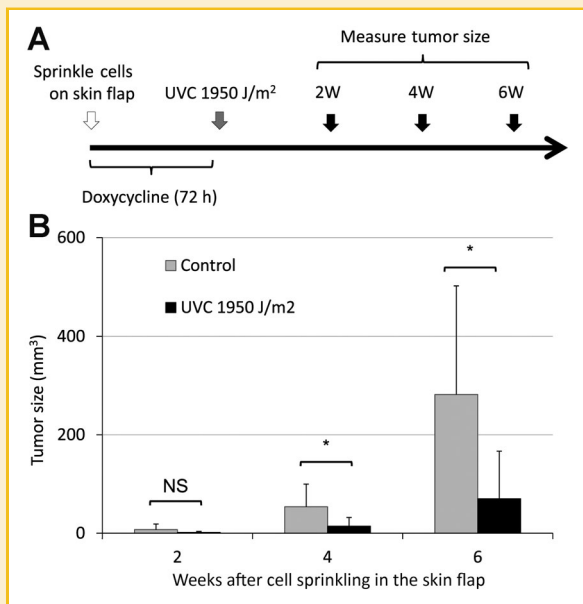 A
Measure tumor size
Sprinkle cells
on skin flap
UVC 1950 J/m²
2W
4W
6W
Doxycycline (72 h)
B
600
400
200
0
Tumor size (mm³)
Control
UVC 1950 J/m2
NS
*
*
2
4
6
Weeks after cell sprinkling in the skin flap